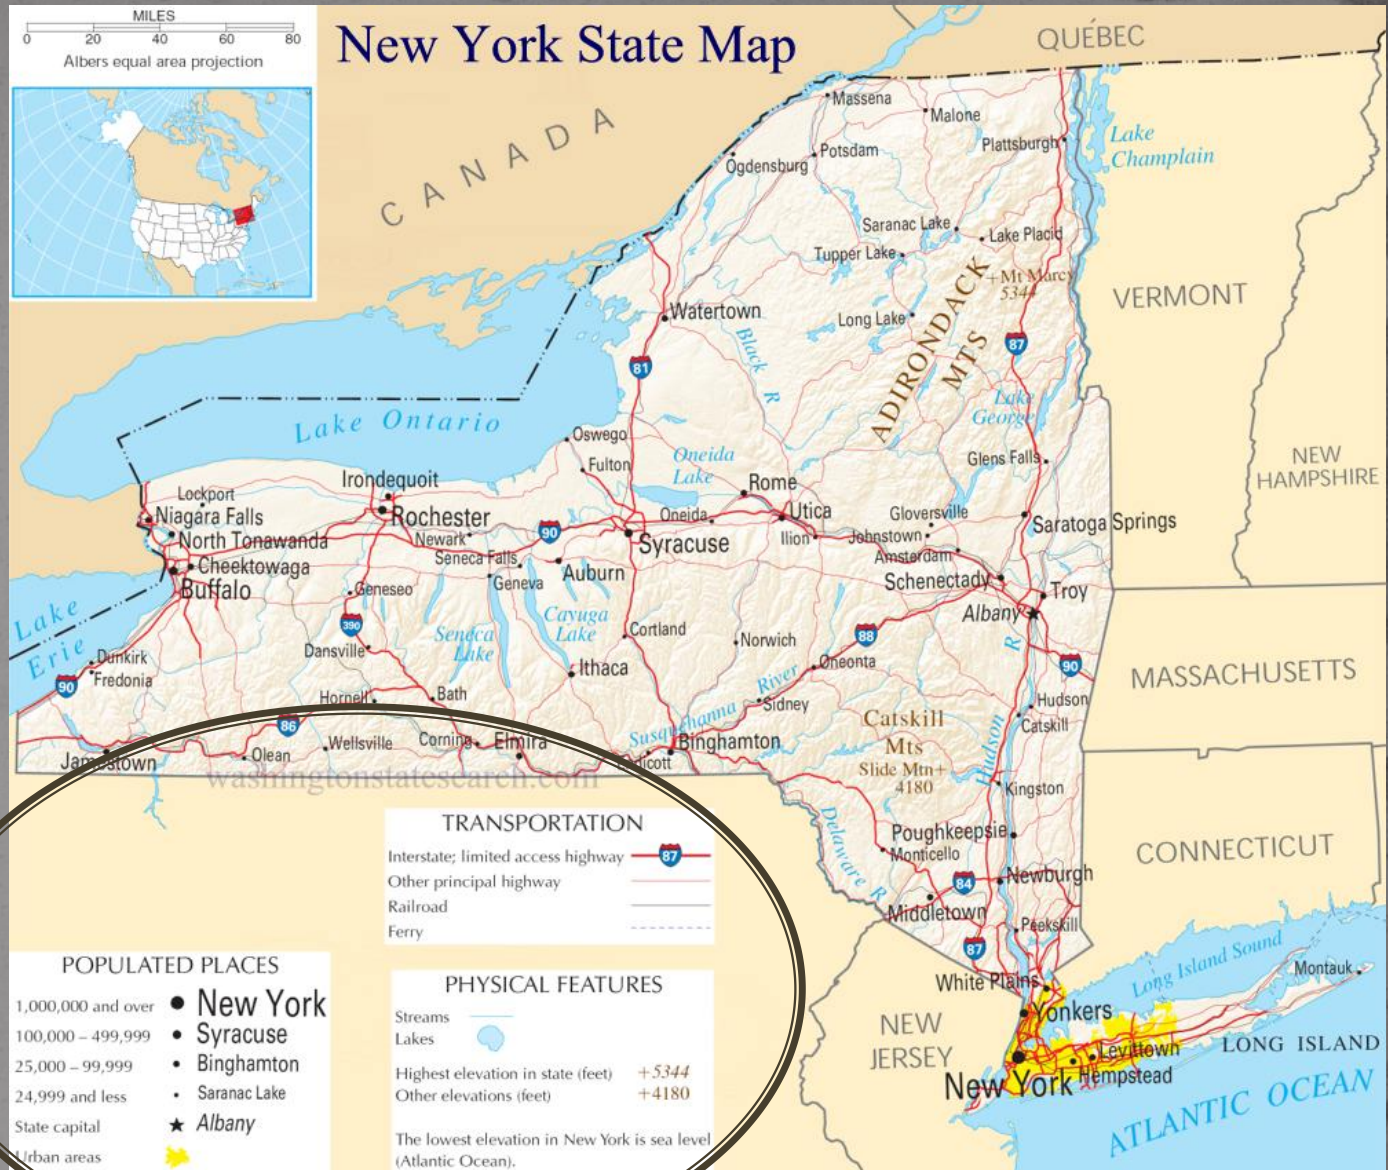 MILES
0 20 40 60 80
Albers equal area projection
New York State Map
QUÉBEC
CANADA
Massena
Malone
Plattsburgh
Lake
Champlain
Potsdam
Ogdensburg
Saranac Lake
Lake Placid
Tupper Lake
+Mt Marcy
5344
ADIRONDACK
MTS
VERMONT
Long Lake
Watertown
Black R
87
81
Lake Ontario
Lake
George
Oswego
Fulton
Oneida
Lake
Glens Falls
NEW
HAMPSHIRE
Irondequoit
Rome
Lockport
Niagara Falls
Rochester
Utica
Gloversville
Saratoga Springs
North Tonawanda
Newark
90
Oneida
Ilion
Johnstown
Syracuse
Seneca Falls
Amsterdam
Cheektowaga
Auburn
Schenectady
Buffalo
Geneva
Geneseo
Troy
Albany
Lake
Erie
390
Cayuga
Lake
Seneca
Lake
Cortland
Norwich
88
R
Dansville
Dunkirk
Fredonia
Ithaca
Oneonta
90
MASSACHUSETTS
90
Hornell
Bath
River
Sidney
Hudson
Catskill
86
Susquehanna
Catskill
Mts
Slide Mtn+
4180
Hudson
Jamestown
Olean
Wellsville
Corning
Elmira
Binghamton
washingtonstatesearch.com
Kingston
TRANSPORTATION
Interstate; limited access highway 87
Other principal highway
Railroad
Ferry
Delaware R
Poughkeepsie
Monticello
CONNECTICUT
84
Newburgh
Middletown
Peekskill
87
POPULATED PLACES
1,000,000 and over New York
100,000 – 499,999 Syracuse
25,000 – 99,999 Binghamton
24,999 and less Saranac Lake
State capital Albany
Urban areas
PHYSICAL FEATURES
Streams
Lakes
Highest elevation in state (feet) +5344
Other elevations (feet) +4180
The lowest elevation in New York is sea level
(Atlantic Ocean).
White Plains
Long Island Sound
Montauk
Yonkers
NEW
JERSEY
Levittown
LONG ISLAND
New York
Hempstead
ATLANTIC OCEAN